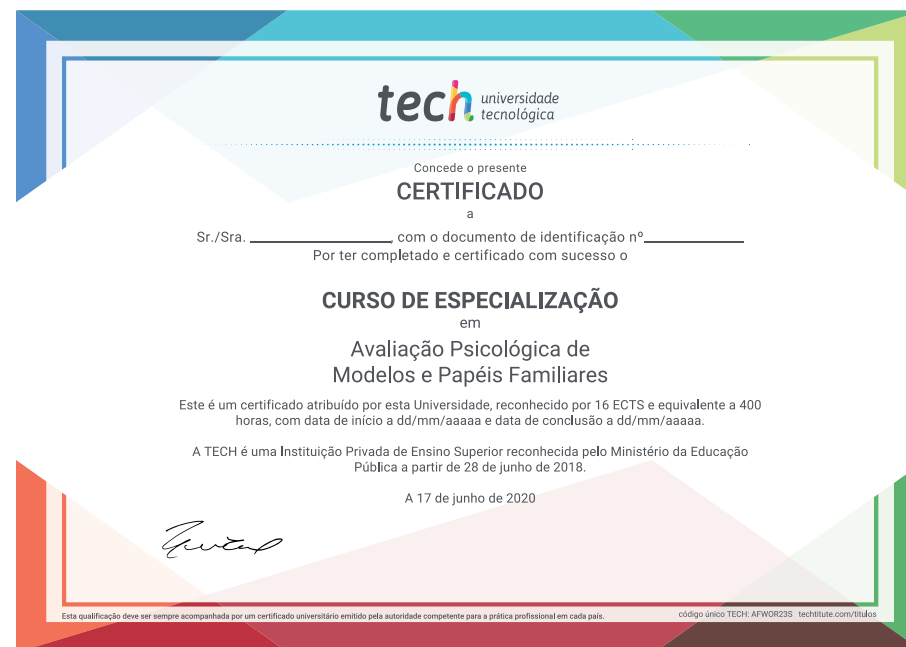 tech universidade
tecnológica
Concede o presente
CERTIFICADO
a
Sr./Sra. ________________, com o documento de identificação nº____________
Por ter completado e certificado com sucesso o
CURSO DE ESPECIALIZAÇÃO
em
Avaliação Psicológica de
Modelos e Papéis Familiares
Este é um certificado atribuído por esta Universidade, reconhecido por 16 ECTS e equivalente a 400
horas, com data de início a dd/mm/aaaaa e data de conclusão a dd/mm/aaaaa.
A TECH é uma Instituição Privada de Ensino Superior reconhecida pelo Ministério da Educação
Pública a partir de 28 de junho de 2018.
A 17 de junho de 2020
Esta qualificação deve ser sempre acompanhada por um certificado universitário emitido pela autoridade competente para a prática profissional em cada país.
código único TECH: AFWOR23S techtitute.com/titulos